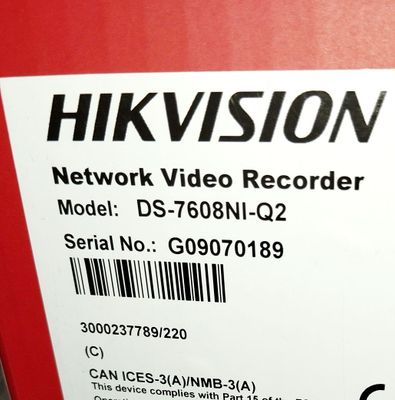 HIKVISION
Network Video Recorder
Model: DS-7608NI-Q2
Serial No.: G09070189
3000237789/220
(C)
CAN ICES-3(A)/NMB-3(A)
This device complies with Part 15 of the